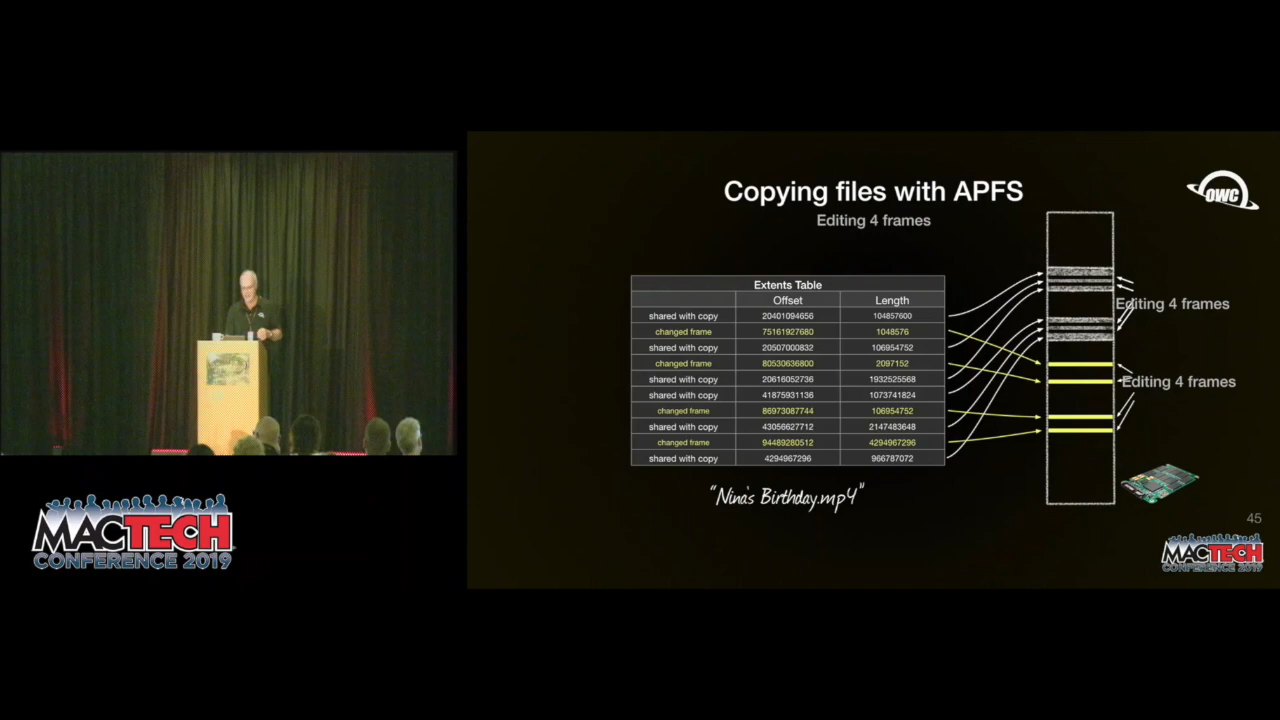 Copying files with APFS
Editing 4 frames
OWC
Extents Table
Offset Length
shared with copy 20401094656 104857600
changed frame 75161927680 1048576
shared with copy 20507000832 106954752
changed frame 80530636800 2097152
shared with copy 20616052736 1932525568
shared with copy 41875931136 1073741824
changed frame 86973087744 106954752
shared with copy 43056627712 2147483648
changed frame 94489280512 4294967296
shared with copy 4294967296 966787072
"Nina's Birthday.mp4"
Editing 4 frames
Editing 4 frames
45
MACTECH
CONFERENCE 2019
MACTECH
CONFERENCE 2019